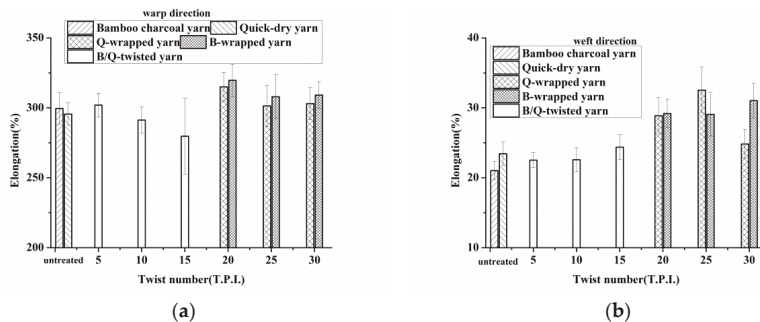 warp direction
Bamboo charcoal yarn Quick-dry yarn
Q-wrapped yarn B-wrapped yarn
B/Q-twisted yarn
350
300
250
200
Elongation(%)
untreated 5 10 15 20 25 30
Twist number(T.P.I.)
(a)
weft direction
Bamboo charcoal yarn
Quick-dry yarn
Q-wrapped yarn
B-wrapped yarn
B/Q-twisted yarn
40
30
20
10
Elongation(%)
untreated 5 10 15 20 25 30
Twist number(T.P.I.)
(b)